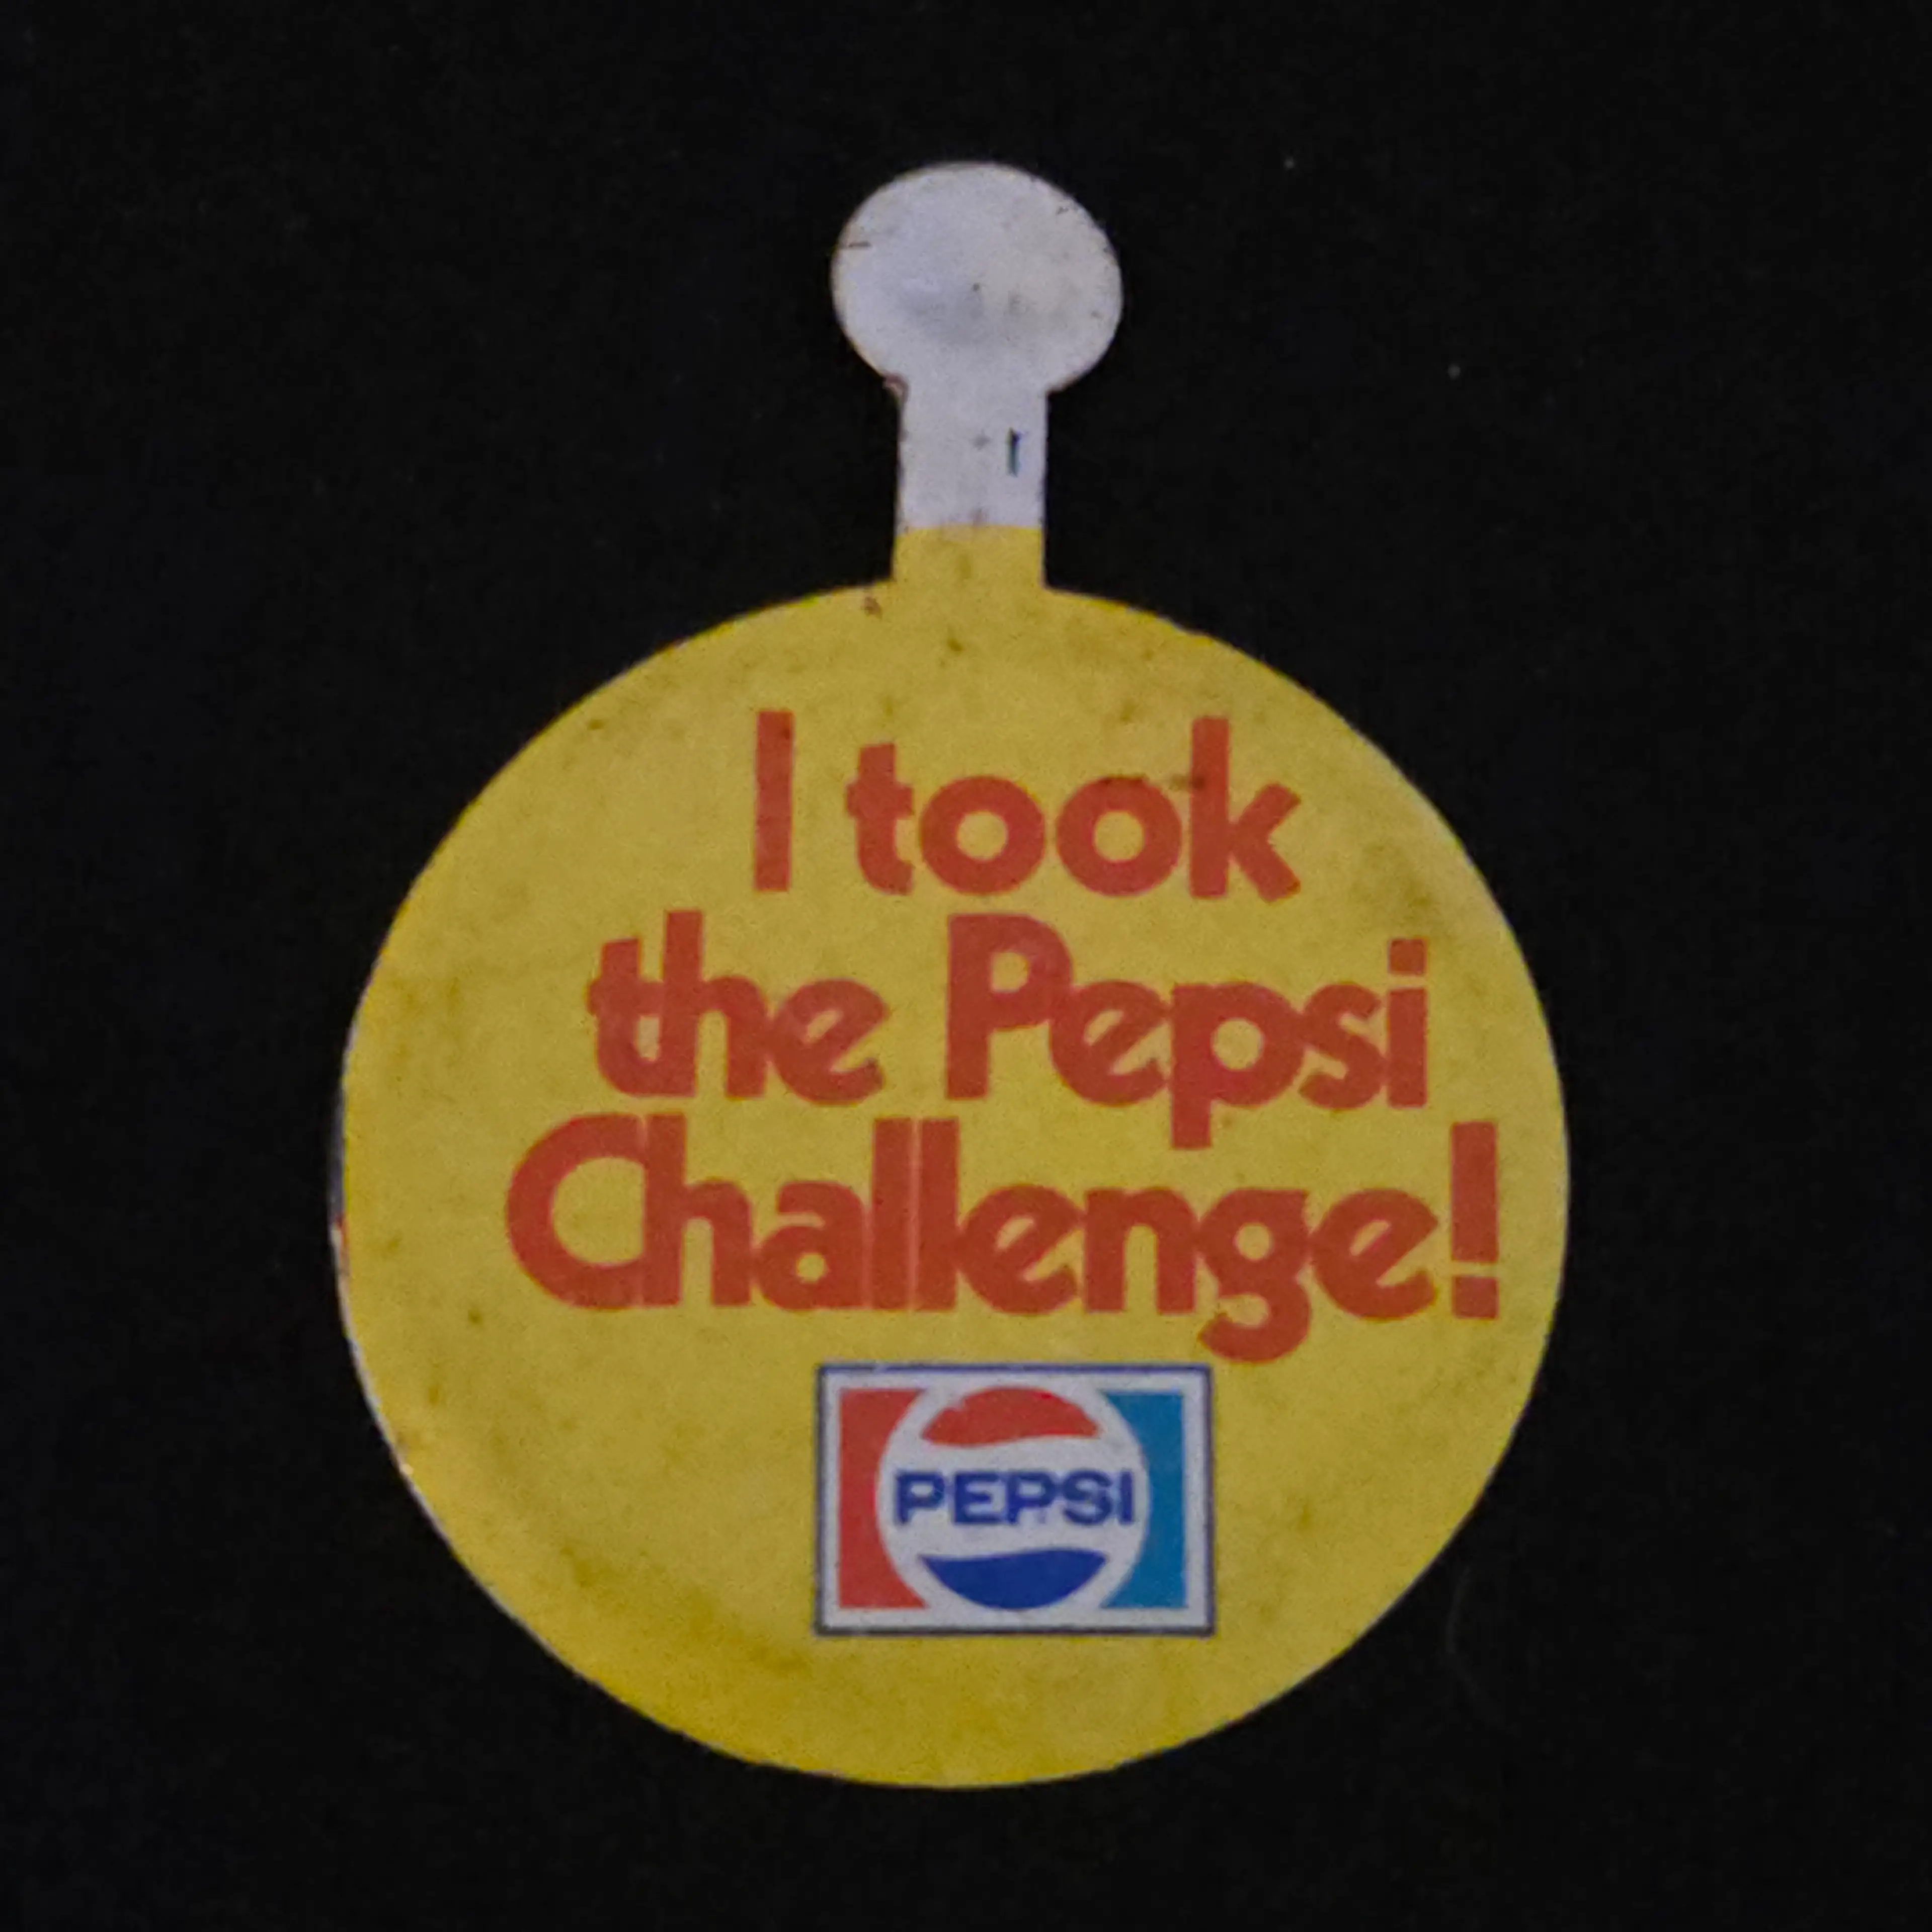 I took
the Pepsi
Challenge!
PEPSI